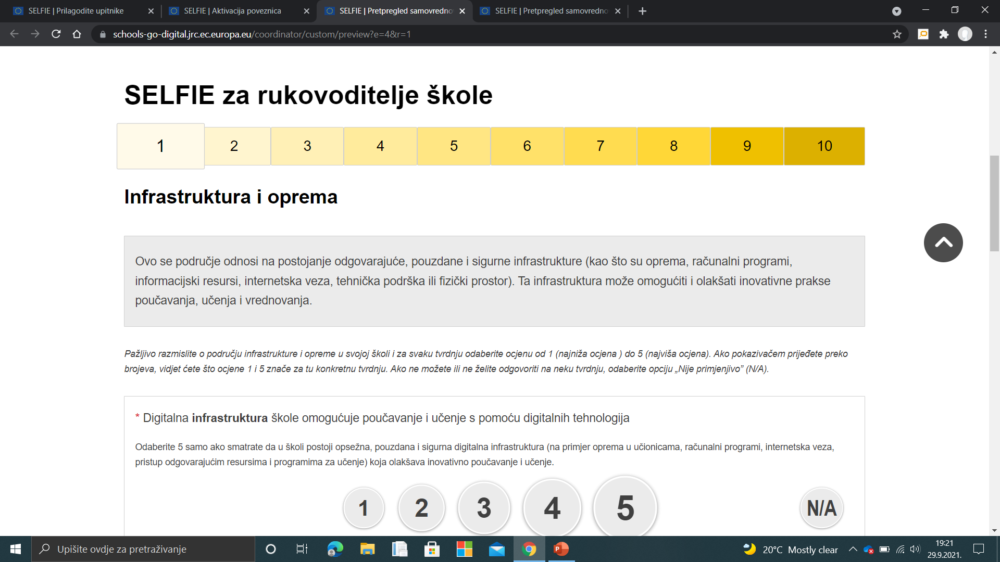 SELFIE | Prilagodite upitnike
SELFIE | Aktivacija poveznica
SELFIE | Pretpregled samovredno
SELFIE | Pretpregled samovredno
schools-go-digital.jrc.ec.europa.eu/coordinator/custom/preview?e=4&r=1
SELFIE za rukovoditelje škole
1 2 3 4 5 6 7 8 9 10
Infrastruktura i oprema
Ovo se područje odnosi na postojanje odgovarajuće, pouzdane i sigurne infrastrukture (kao što su oprema, računalni programi,
informacijski resursi, internetska veza, tehnička podrška ili fizički prostor). Ta infrastruktura može omogućiti i olakšati inovativne prakse
poučavanja, učenja i vrednovanja.
Pažljivo razmislite o području infrastrukture i opreme u svojoj školi i za svaku tvrdnju odaberite ocjenu od 1 (najniža ocjena ) do 5 (najviša ocjena). Ako pokazivačem prijeđete preko
brojeva, vidjet ćete što ocjene 1 i 5 znače za tu konkretnu tvrdnju. Ako ne možete ili ne želite odgovoriti na neku tvrdnju, odaberite opciju „Nije primjenjivo” (N/A).
* Digitalna infrastruktura škole omogućuje poučavanje i učenje s pomoću digitalnih tehnologija
Odaberite 5 samo ako smatrate da u školi postoji opsežna, pouzdana i sigurna digitalna infrastruktura (na primjer oprema u učionicama, računalni programi, internetska veza,
pristup odgovarajućim resursima i programima za učenje) koja olakšava inovativno poučavanje i učenje.
1 2 3 4 5 N/A
Upišite ovdje za pretraživanje
20°C Mostly clear
19:21
29.9.2021.